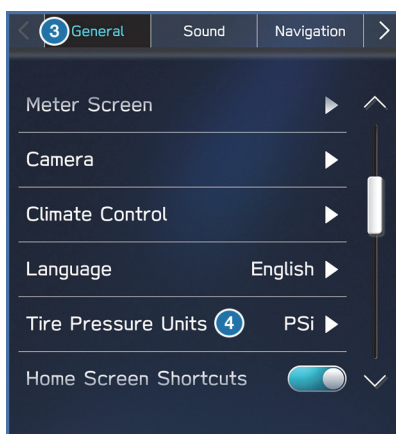 3 General Sound Navigation
Meter Screen
Camera
Climate Control
Language English
Tire Pressure Units 4 PSi
Home Screen Shortcuts